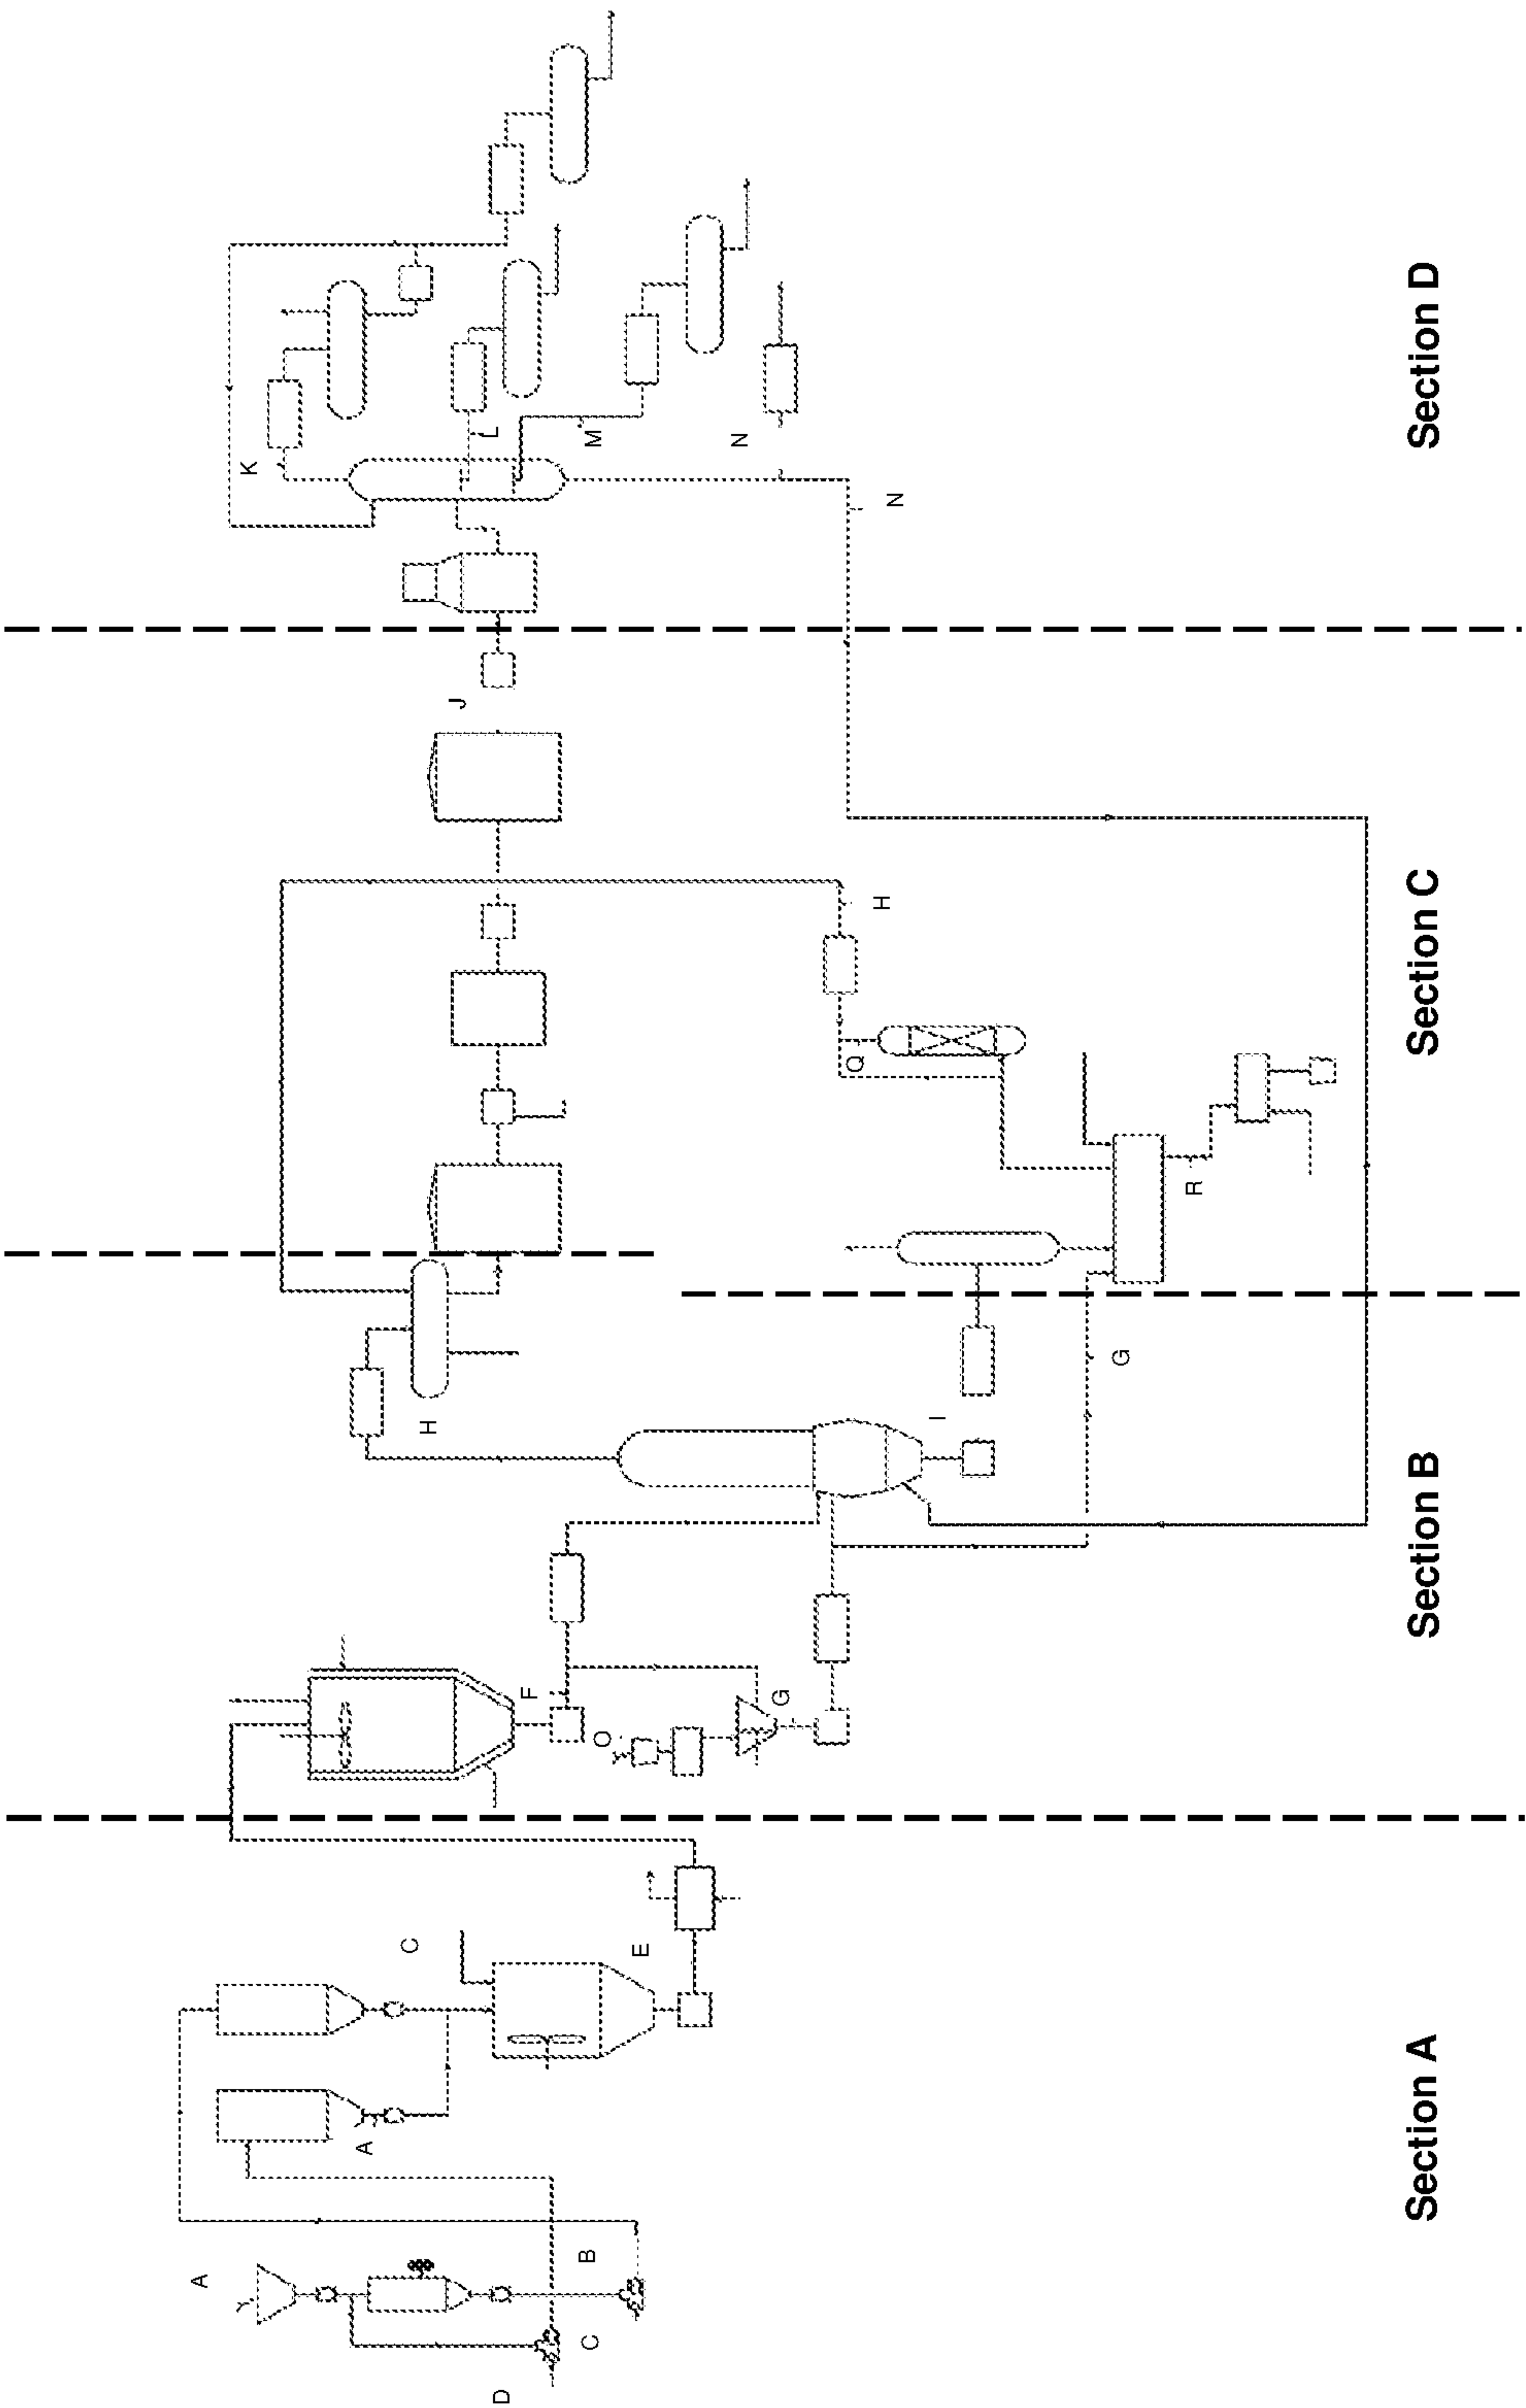 K
L
M
N
N
J
H
Q
R
H
I
G
F
O
G
C
E
A
A
B
C
D
Section D
Section C
Section B
Section A